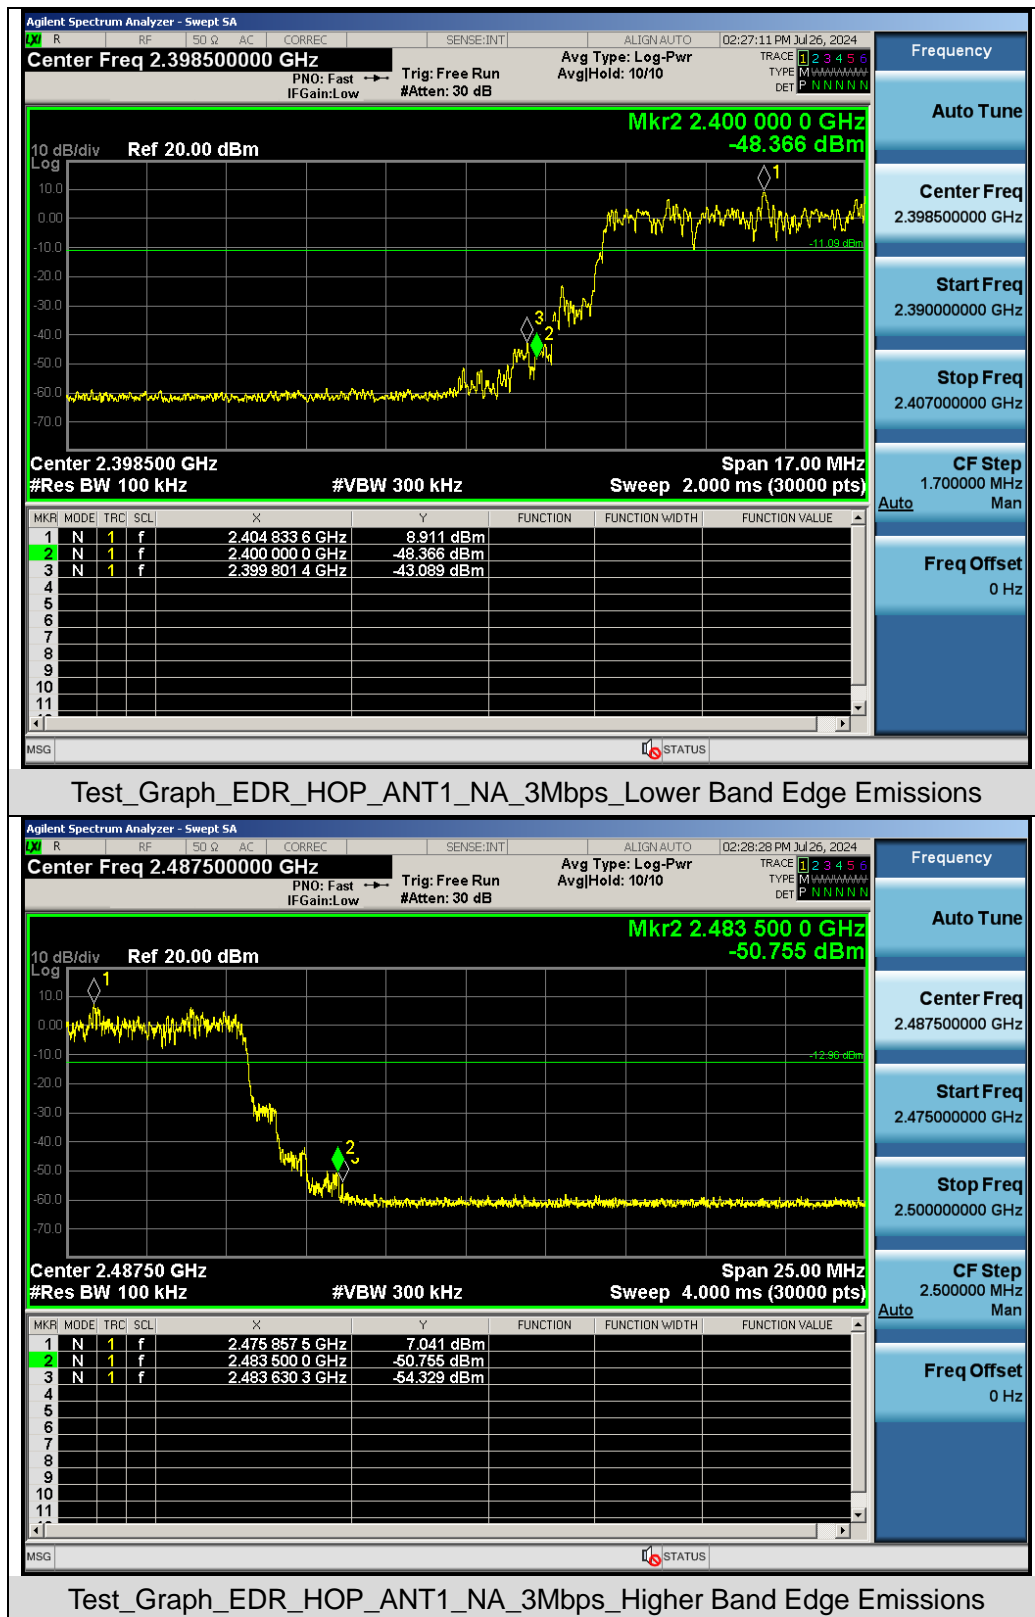 Agilent Spectrum Analyzer - Swept SA
LXI R RF 50 Ω AC CORREC SENSE:INT ALIGN AUTO 02:27:11 PM Jul 26, 2024
Center Freq 2.398500000 GHz
PNO: Fast
IFGain:Low
Trig: Free Run
#Atten: 30 dB
Avg Type: Log-Pwr
Avg|Hold: 10/10
TRACE 1 2 3 4 5 6
TYPE M
DET P N N N N N
Mkr2 2.400 000 0 GHz
-48.366 dBm
10 dB/div Ref 20.00 dBm
Log
10.0
0.00
-10.0
-20.0
-30.0
-40.0
-50.0
-60.0
-70.0
1
-11.09 dBm
3
2
Center 2.398500 GHz Span 17.00 MHz
#Res BW 100 kHz #VBW 300 kHz Sweep 2.000 ms (30000 pts)
MKR MODE TRC SCL X Y FUNCTION FUNCTION WIDTH FUNCTION VALUE
1 N 1 f 2.404 833 6 GHz 8.911 dBm
2 N 1 f 2.400 000 0 GHz -48.366 dBm
3 N 1 f 2.399 801 4 GHz -43.089 dBm
4
5
6
7
8
9
10
11
MSG STATUS
Frequency
Auto Tune
Center Freq
2.398500000 GHz
Start Freq
2.390000000 GHz
Stop Freq
2.407000000 GHz
CF Step
1.700000 MHz
Auto Man
Freq Offset
0 Hz
Test_Graph_EDR_HOP_ANT1_NA_3Mbps_Lower Band Edge Emissions
Agilent Spectrum Analyzer - Swept SA
LXI R RF 50 Ω AC CORREC SENSE:INT ALIGN AUTO 02:28:28 PM Jul 26, 2024
Center Freq 2.487500000 GHz
PNO: Fast
IFGain:Low
Trig: Free Run
#Atten: 30 dB
Avg Type: Log-Pwr
Avg|Hold: 10/10
TRACE 1 2 3 4 5 6
TYPE M
DET P N N N N N
Mkr2 2.483 500 0 GHz
-50.755 dBm
10 dB/div Ref 20.00 dBm
Log
10.0
0.00
-10.0
-20.0
-30.0
-40.0
-50.0
-60.0
-70.0
1
-12.96 dBm
2
3
Center 2.48750 GHz Span 25.00 MHz
#Res BW 100 kHz #VBW 300 kHz Sweep 4.000 ms (30000 pts)
MKR MODE TRC SCL X Y FUNCTION FUNCTION WIDTH FUNCTION VALUE
1 N 1 f 2.475 857 5 GHz 7.041 dBm
2 N 1 f 2.483 500 0 GHz -50.755 dBm
3 N 1 f 2.483 630 3 GHz -54.329 dBm
4
5
6
7
8
9
10
11
MSG STATUS
Frequency
Auto Tune
Center Freq
2.487500000 GHz
Start Freq
2.475000000 GHz
Stop Freq
2.500000000 GHz
CF Step
2.500000 MHz
Auto Man
Freq Offset
0 Hz
Test_Graph_EDR_HOP_ANT1_NA_3Mbps_Higher Band Edge Emissions